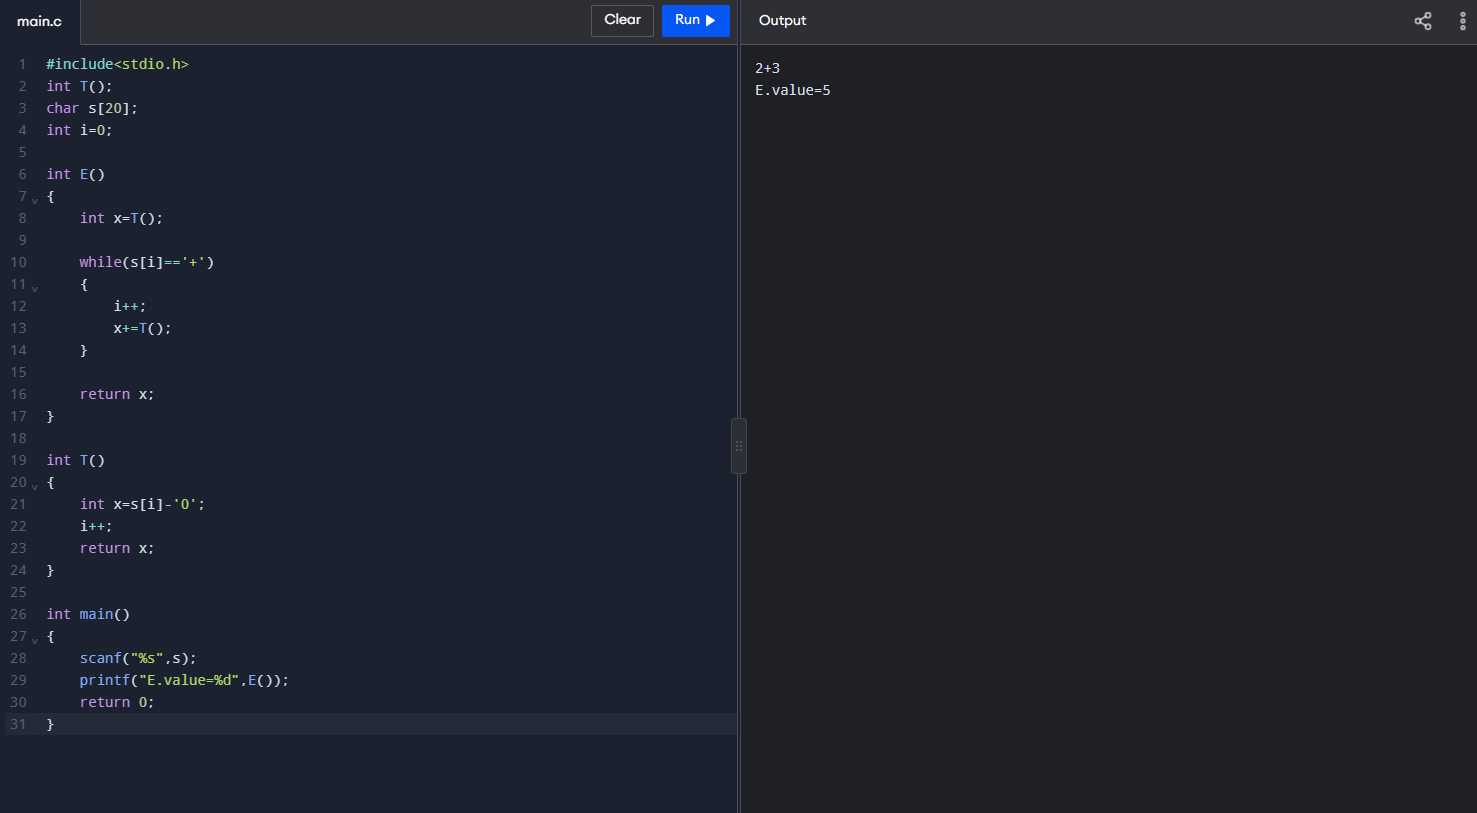 main.c
Clear
Run
Output
1 #include<stdio.h>
2 int T();
3 char s[20];
4 int i=0;
5
6 int E()
7 {
8     int x=T();
9
10     while(s[i]=='+')
11     {
12         i++;
13         x+=T();
14     }
15
16     return x;
17 }
18
19 int T()
20 {
21     int x=s[i]-'0';
22     i++;
23     return x;
24 }
25
26 int main()
27 {
28     scanf("%s",s);
29     printf("E.value=%d",E());
30     return 0;
31 }
2+3
E.value=5